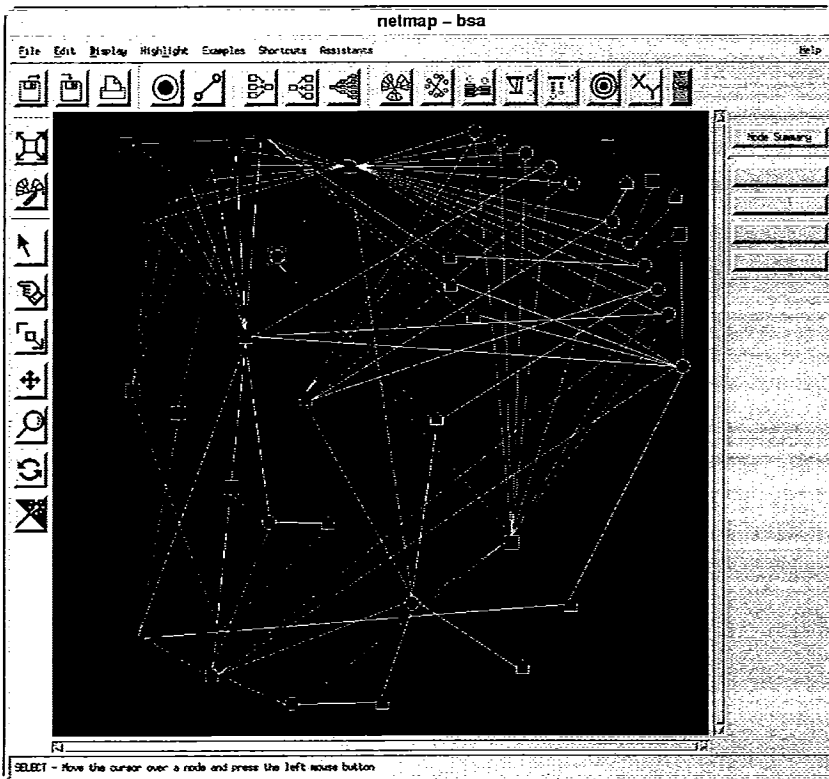 netmap – bsa
File Edit Display Highlight Examples Shortcuts Assistants Help
X Y
Node Summary
SELECT - Move the cursor over a node and press the left mouse button